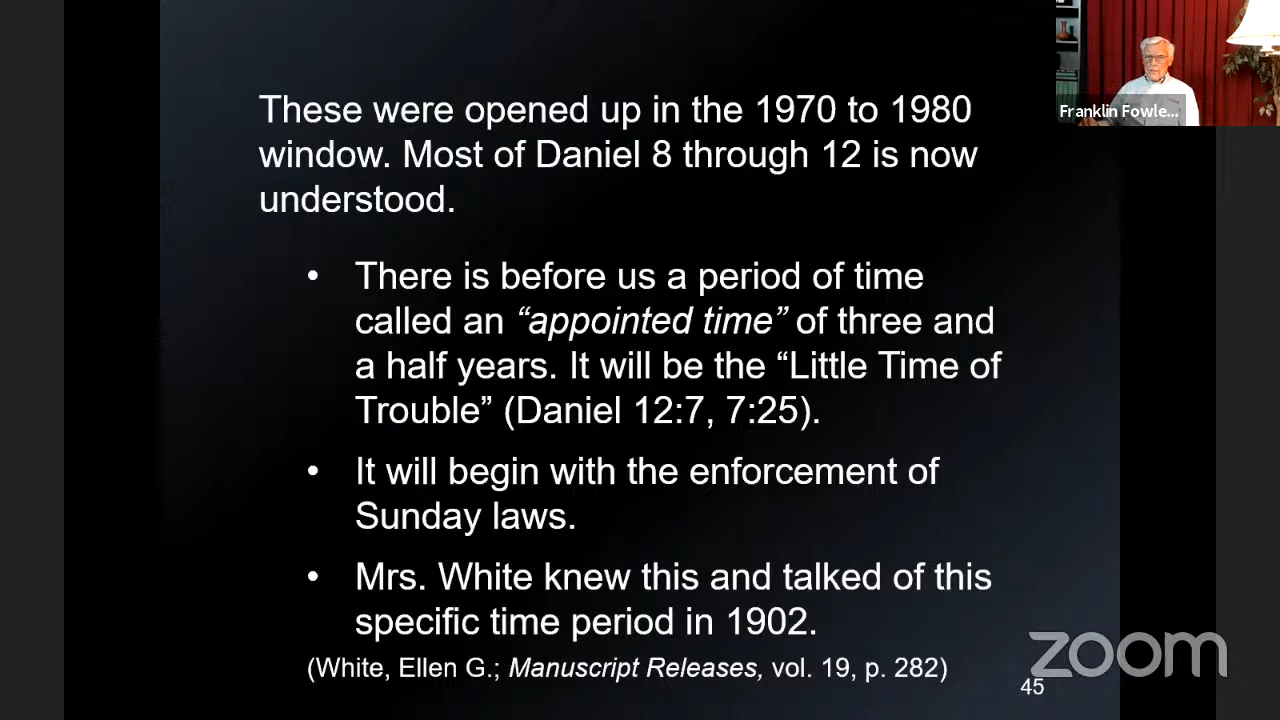 These were opened up in the 1970 to 1980
window. Most of Daniel 8 through 12 is now
understood.
• There is before us a period of time
called an “appointed time” of three and
a half years. It will be the “Little Time of
Trouble” (Daniel 12:7, 7:25).
• It will begin with the enforcement of
Sunday laws.
• Mrs. White knew this and talked of this
specific time period in 1902.
(White, Ellen G.; Manuscript Releases, vol. 19, p. 282)
45
Franklin Fowle...
zoom